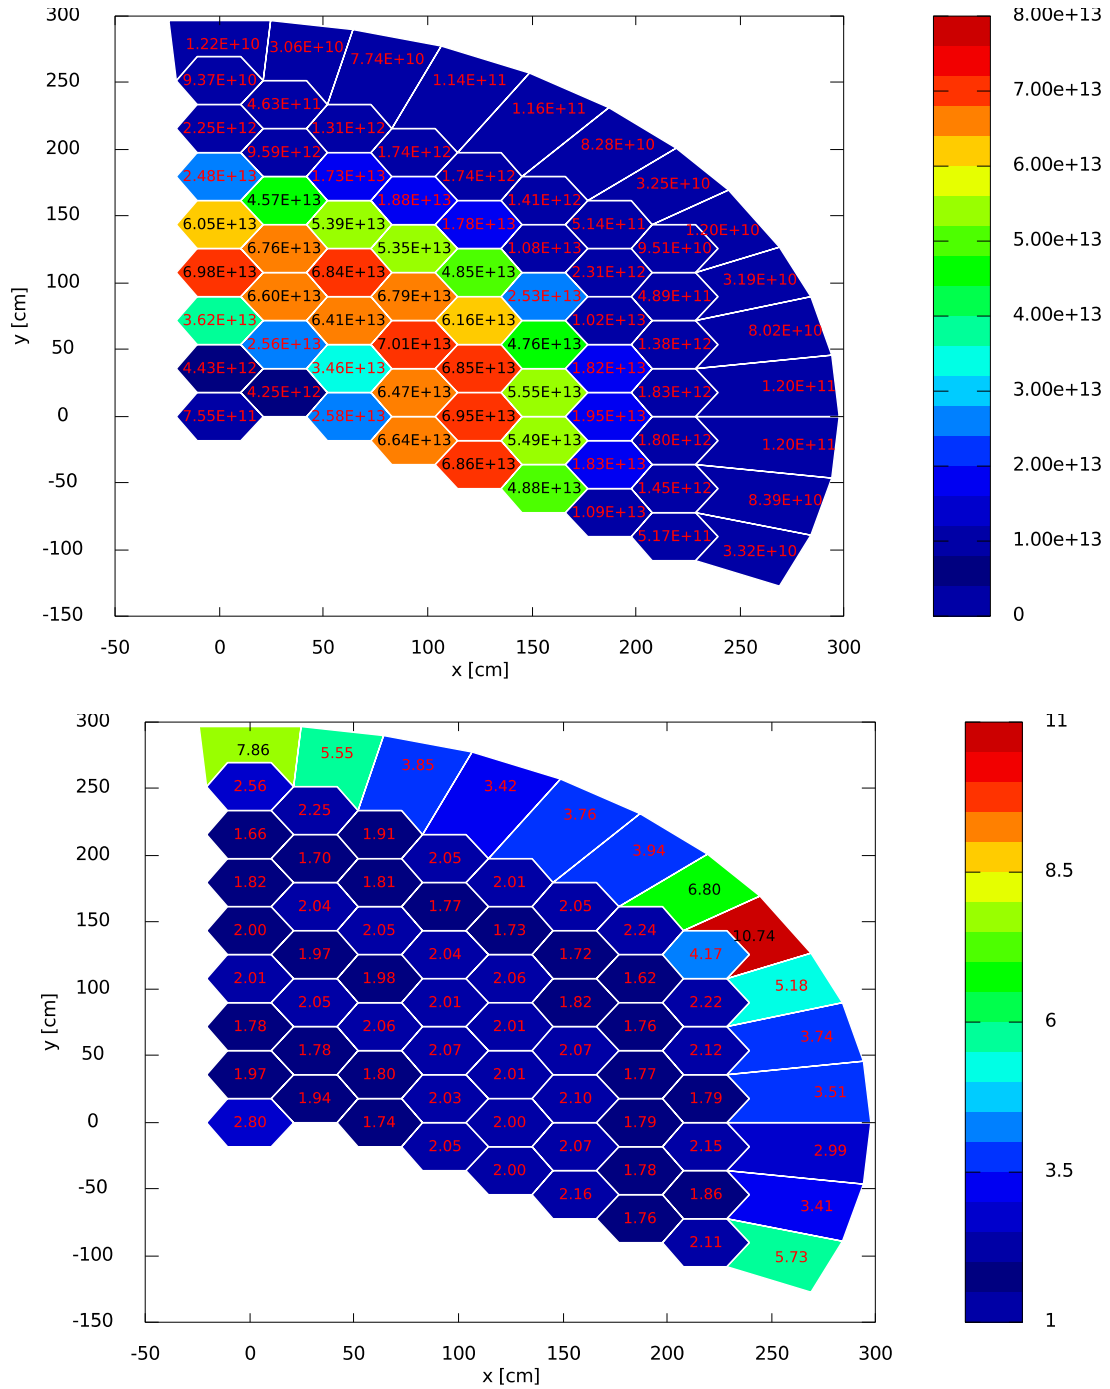 300
250
200
150
100
50
0
-50
-100
-150
y [cm]
1.22E+10
3.06E+10
7.74E+10
1.14E+11
9.37E+10
4.63E+11
1.16E+11
2.25E+12
1.31E+12
9.59E+12
1.74E+12
8.28E+10
2.48E+13
1.73E+13
1.74E+12
3.25E+10
4.57E+13
1.88E+13
1.41E+12
6.05E+13
5.39E+13
1.78E+13
5.14E+11
1.20E+10
6.76E+13
5.35E+13
1.08E+13
9.51E+10
6.98E+13
6.84E+13
4.85E+13
2.31E+12
3.19E+10
6.60E+13
6.79E+13
2.53E+13
4.89E+11
3.62E+13
6.41E+13
6.16E+13
1.02E+13
8.02E+10
2.56E+13
7.01E+13
4.76E+13
1.38E+12
4.43E+12
3.46E+13
6.85E+13
1.82E+13
1.20E+11
4.25E+12
6.47E+13
5.55E+13
1.83E+12
7.55E+11
2.58E+13
6.95E+13
1.95E+13
6.64E+13
5.49E+13
1.80E+12
1.20E+11
6.86E+13
1.83E+13
4.88E+13
1.45E+12
8.39E+10
1.09E+13
5.17E+11
3.32E+10
-50 0 50 100 150 200 250 300
x [cm]
8.00e+13
7.00e+13
6.00e+13
5.00e+13
4.00e+13
3.00e+13
2.00e+13
1.00e+13
0
300
250
200
150
100
50
0
-50
-100
-150
y [cm]
7.86
5.55
3.85
2.56
3.42
2.25
3.76
1.66
1.91
1.70
2.05
3.94
1.82
1.81
2.01
6.80
2.04
1.77
2.05
2.00
2.05
1.73
2.24
10.74
1.97
2.04
1.72
4.17
2.01
1.98
2.06
1.62
5.18
2.05
2.01
1.82
2.22
1.78
2.06
2.01
1.76
3.74
1.78
2.07
2.07
2.12
1.97
1.80
2.01
1.77
3.51
1.94
2.03
2.10
1.79
2.80
1.74
2.00
1.79
2.05
2.07
2.15
2.99
2.00
1.78
2.16
1.86
3.41
1.76
2.11
5.73
-50 0 50 100 150 200 250 300
x [cm]
11
8.5
6
3.5
1